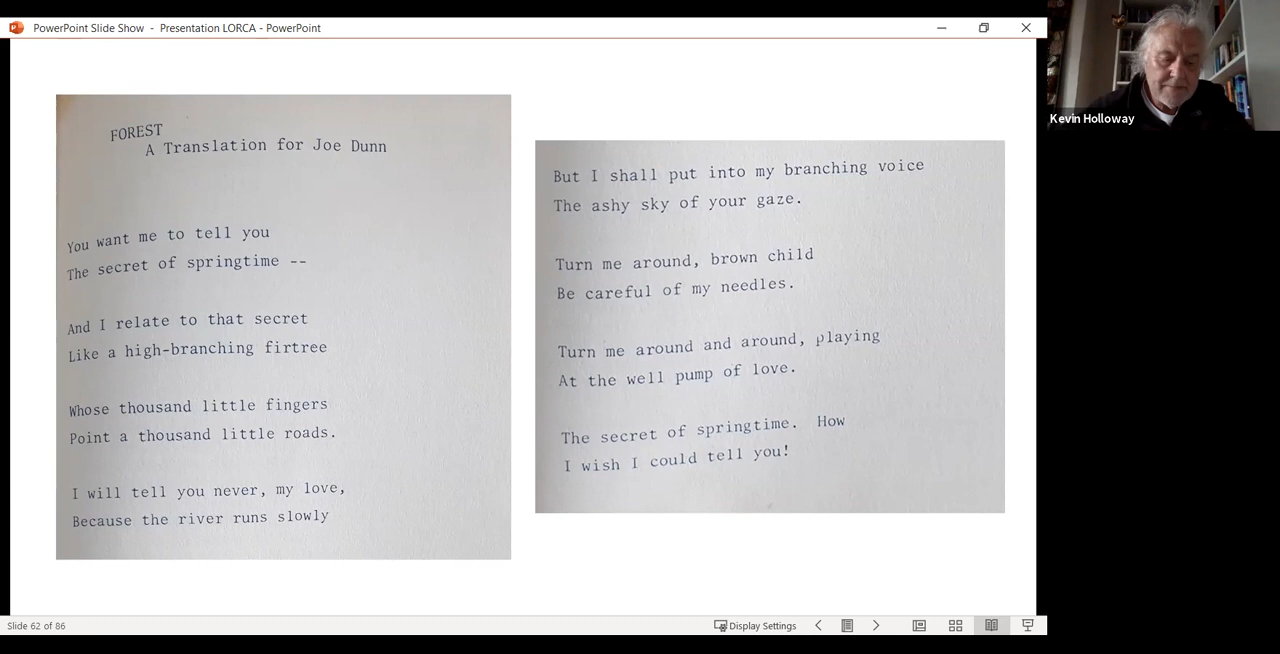 PowerPoint Slide Show - Presentation LORCA - PowerPoint
Kevin Holloway
FOREST
A Translation for Joe Dunn
You want me to tell you
The secret of springtime --
And I relate to that secret
Like a high-branching firtree
Whose thousand little fingers
Point a thousand little roads.
I will tell you never, my love,
Because the river runs slowly
But I shall put into my branching voice
The ashy sky of your gaze.
Turn me around, brown child
Be careful of my needles.
Turn me around and around, playing
At the well pump of love.
The secret of springtime. How
I wish I could tell you!
Slide 62 of 86
Display Settings